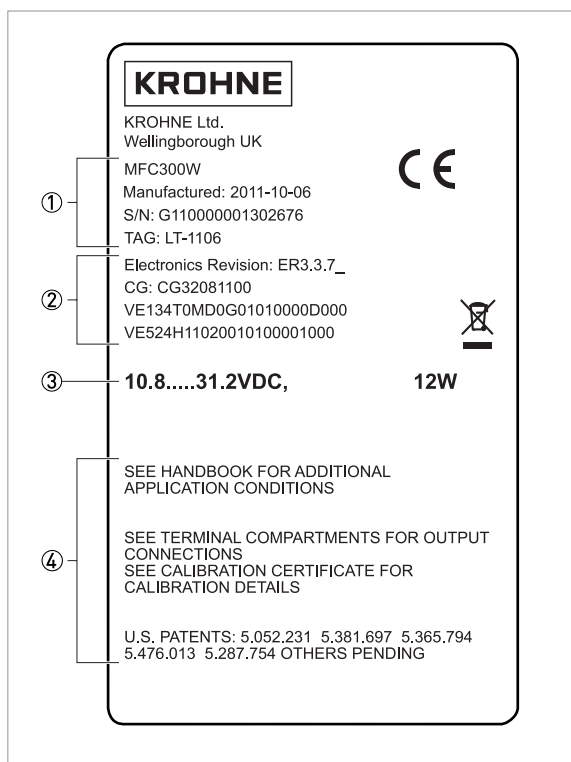 KROHNE
KROHNE Ltd.
Wellingborough UK
MFC300W
CE
Manufactured: 2011-10-06
① S/N: G110000001302676
TAG: LT-1106
Electronics Revision: ER3.3.7_
② CG: CG32081100
VE134T0MD0G01010000D000
VE524H11020010100001000
③ 10.8.....31.2VDC, 12W
SEE HANDBOOK FOR ADDITIONAL
APPLICATION CONDITIONS
SEE TERMINAL COMPARTMENTS FOR OUTPUT
④ CONNECTIONS
SEE CALIBRATION CERTIFICATE FOR
CALIBRATION DETAILS
U.S. PATENTS: 5.052.231 5.381.697 5.365.794
5.476.013 5.287.754 OTHERS PENDING